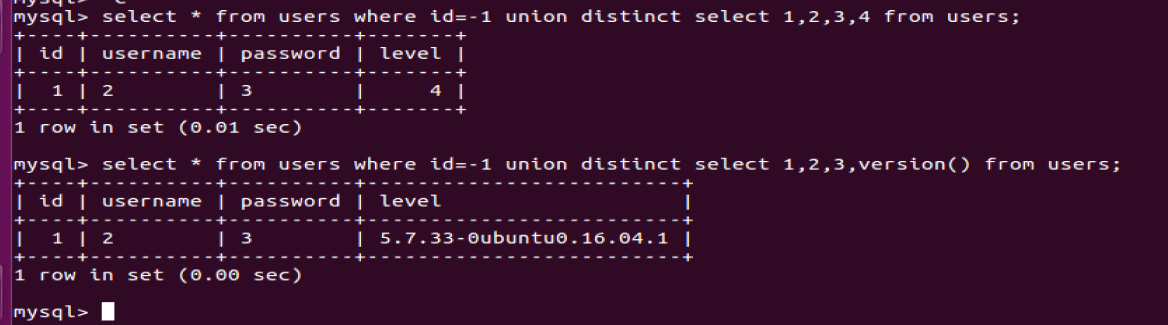 mysql> select * from users where id=-1 union distinct select 1,2,3,4 from users;
+----+----------+----------+-------+
| id | username | password | level |
+----+----------+----------+-------+
|  1 | 2        | 3        |     4 |
+----+----------+----------+-------+
1 row in set (0.01 sec)
mysql> select * from users where id=-1 union distinct select 1,2,3,version() from users;
+----+----------+----------+-------------------------+
| id | username | password | level                   |
+----+----------+----------+-------------------------+
|  1 | 2        | 3        | 5.7.33-0ubuntu0.16.04.1 |
+----+----------+----------+-------------------------+
1 row in set (0.00 sec)
mysql>